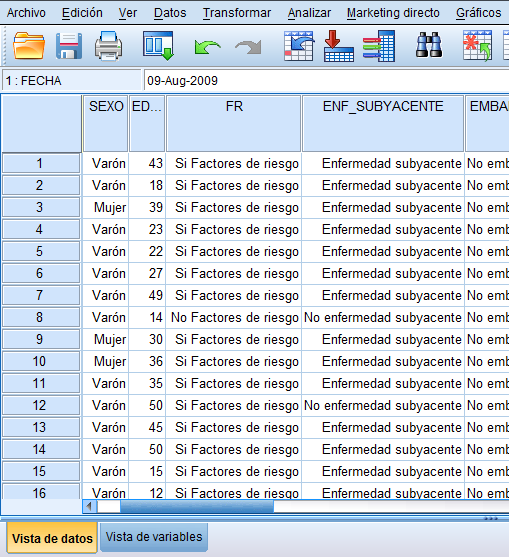 Archivo Edición Ver Datos Transformar Analizar Marketing directo Gráficos
1 : FECHA 09-Aug-2009
SEXO ED... FR ENF_SUBYACENTE EMBA
1 Varón 43 Si Factores de riesgo Enfermedad subyacente No emb
2 Varón 18 Si Factores de riesgo Enfermedad subyacente No emb
3 Mujer 39 Si Factores de riesgo Enfermedad subyacente No emb
4 Varón 23 Si Factores de riesgo Enfermedad subyacente No emb
5 Varón 22 Si Factores de riesgo Enfermedad subyacente No emb
6 Varón 27 Si Factores de riesgo Enfermedad subyacente No emb
7 Varón 49 Si Factores de riesgo Enfermedad subyacente No emb
8 Varón 14 No Factores de riesgo No enfermedad subyacente No emb
9 Mujer 30 Si Factores de riesgo Enfermedad subyacente No emb
10 Mujer 36 Si Factores de riesgo Enfermedad subyacente No emb
11 Varón 35 Si Factores de riesgo Enfermedad subyacente No emb
12 Varón 50 Si Factores de riesgo No enfermedad subyacente No emb
13 Varón 45 Si Factores de riesgo Enfermedad subyacente No emb
14 Varón 50 Si Factores de riesgo Enfermedad subyacente No emb
15 Varón 15 Si Factores de riesgo Enfermedad subyacente No emb
16 Varón 12 Si Factores de riesgo Enfermedad subyacente No emb
Vista de datos Vista de variables